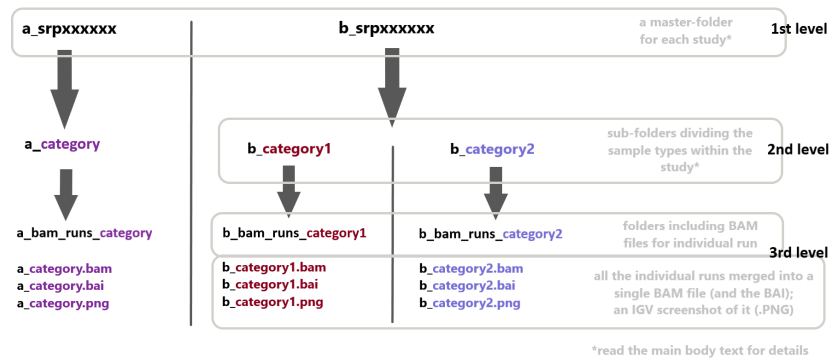 a_srpxxxxxx
b_srpxxxxxx
a master-folder
for each study*
1st level
a_category
b_category1
b_category2
sub-folders dividing the
sample types within the
study*
2nd level
a_bam_runs_category
b_bam_runs_category1
b_bam_runs_category2
folders including BAM
files for individual run
3rd level
a_category.bam
a_category.bai
a_category.png
b_category1.bam
b_category1.bai
b_category1.png
b_category2.bam
b_category2.bai
b_category2.png
all the individual runs merged into a
single BAM file (and the BAI);
an IGV screenshot of it (.PNG)
*read the main body text for details